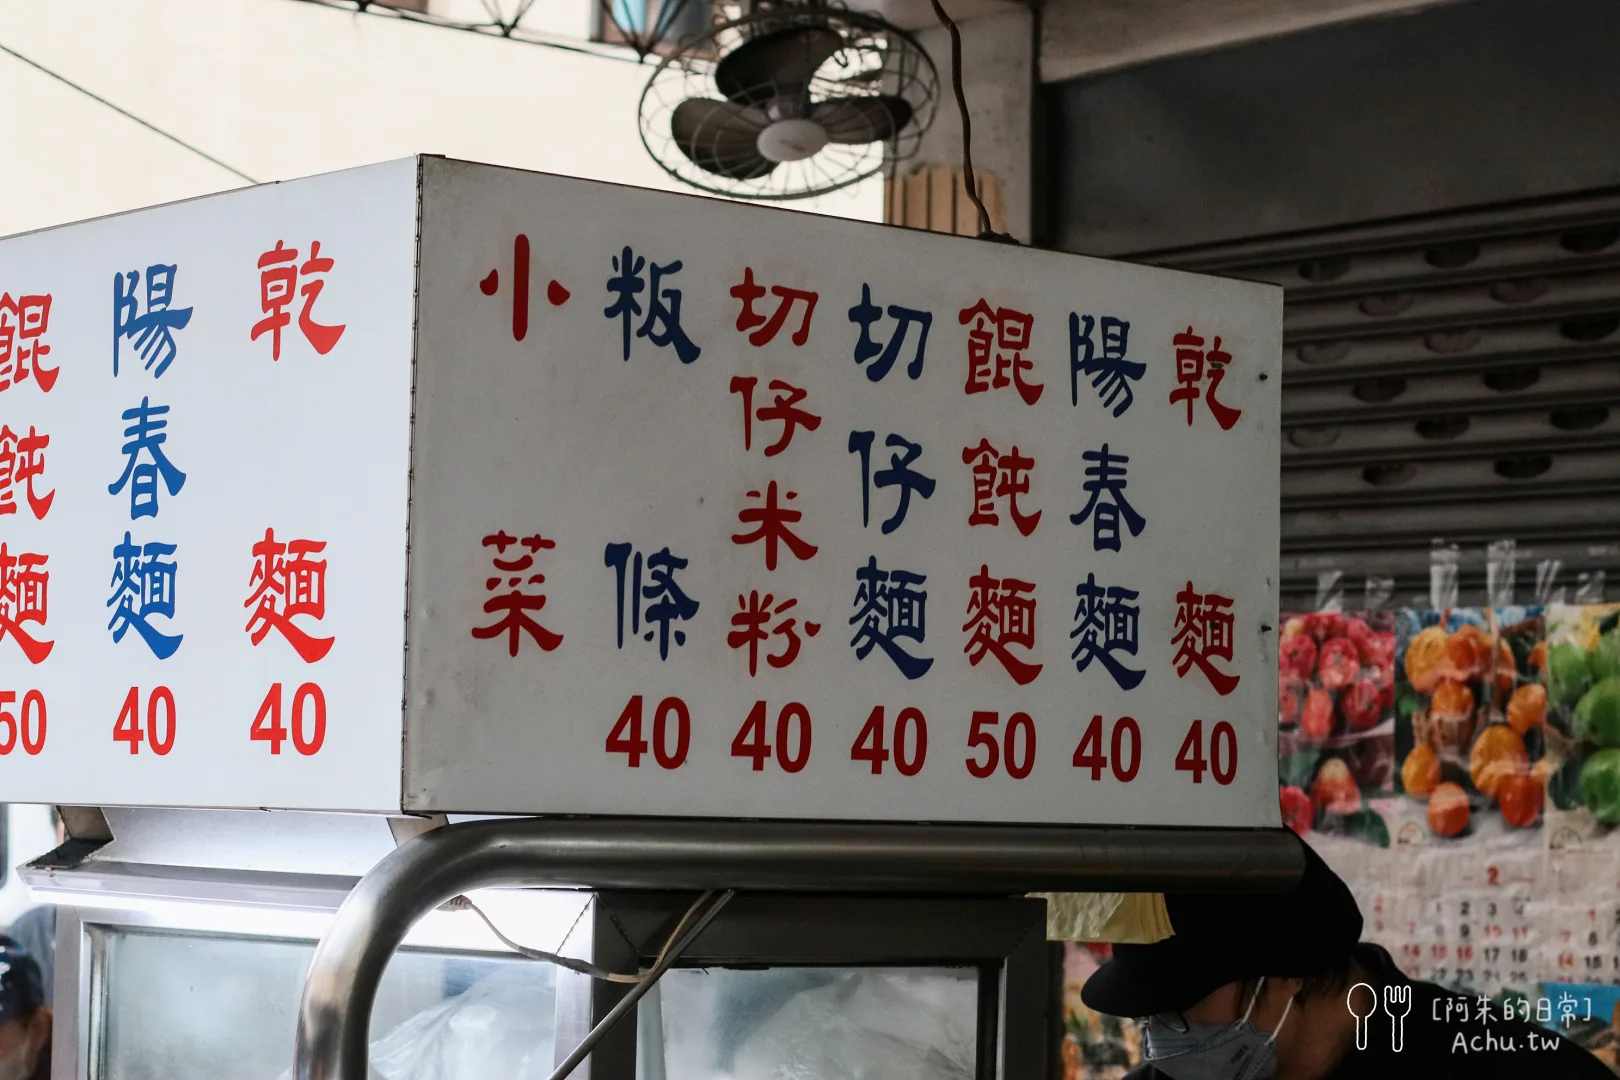 乾麵 40
陽春麵 40
餛飩麵 50
乾麵 40
陽春麵 40
餛飩麵 50
切仔麵 40
切仔米粉 40
粄條 40
小菜
2
[阿朱的日常]
Achu.tw